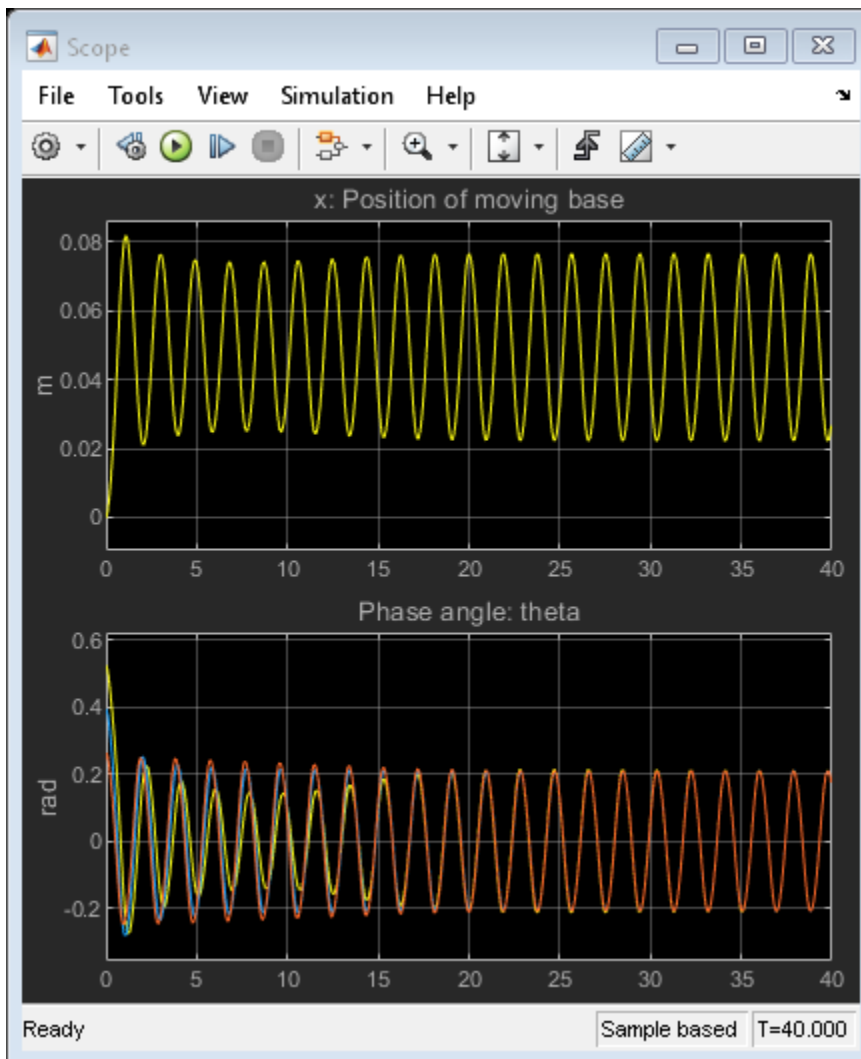 Scope
File Tools View Simulation Help
x: Position of moving base
0.08
0.06
0.04
0.02
0
m
0 5 10 15 20 25 30 35 40
Phase angle: theta
0.6
0.4
0.2
0
-0.2
rad
0 5 10 15 20 25 30 35 40
Ready Sample based T=40.000